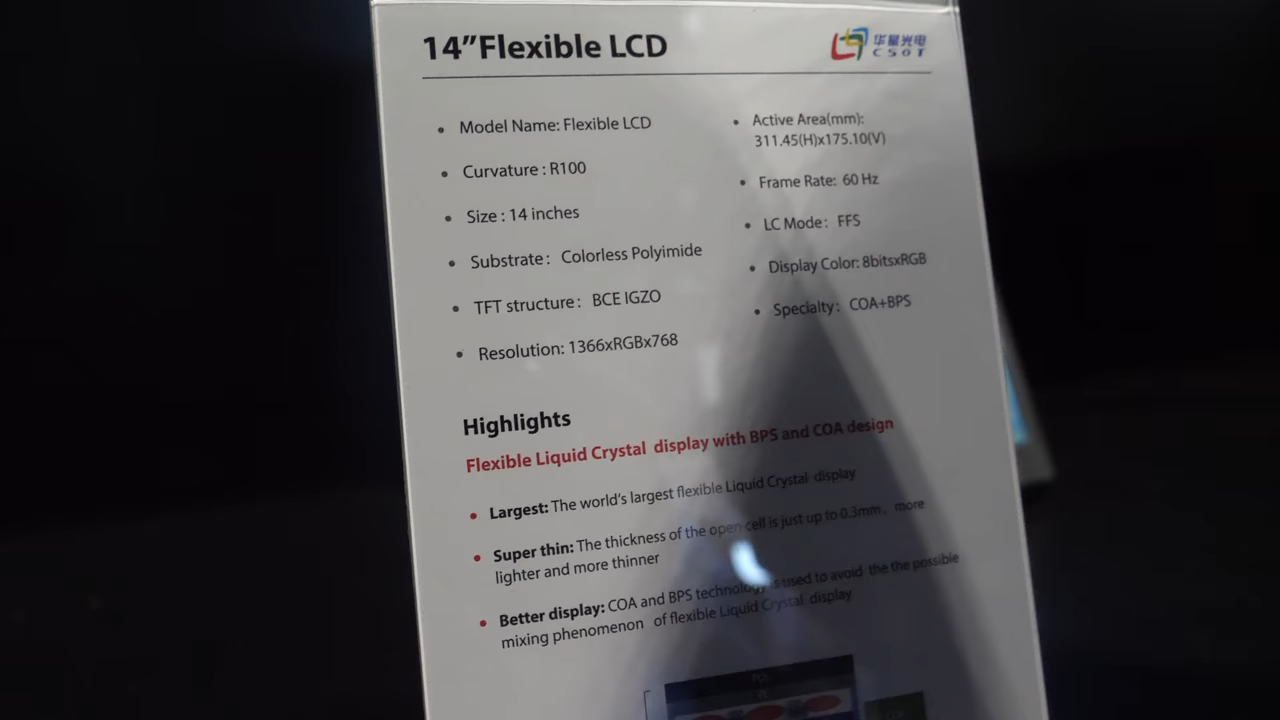 14”Flexible LCD
华星光电
CSOT
• Model Name: Flexible LCD
• Curvature : R100
• Size : 14 inches
• Substrate : Colorless Polyimide
• TFT structure : BCE IGZO
• Resolution: 1366xRGBx768
• Active Area(mm):
311.45(H)x175.10(V)
• Frame Rate: 60 Hz
• LC Mode : FFS
• Display Color: 8bitsxRGB
• Specialty : COA+BPS
Highlights
Flexible Liquid Crystal display with BPS and COA design
• Largest: The world’s largest flexible Liquid Crystal display
• Super thin: The thickness of the open cell is just up to 0.3mm, more
lighter and more thinner
• Better display: COA and BPS technology is used to avoid the the possible
mixing phenomenon of flexible Liquid Crystal display